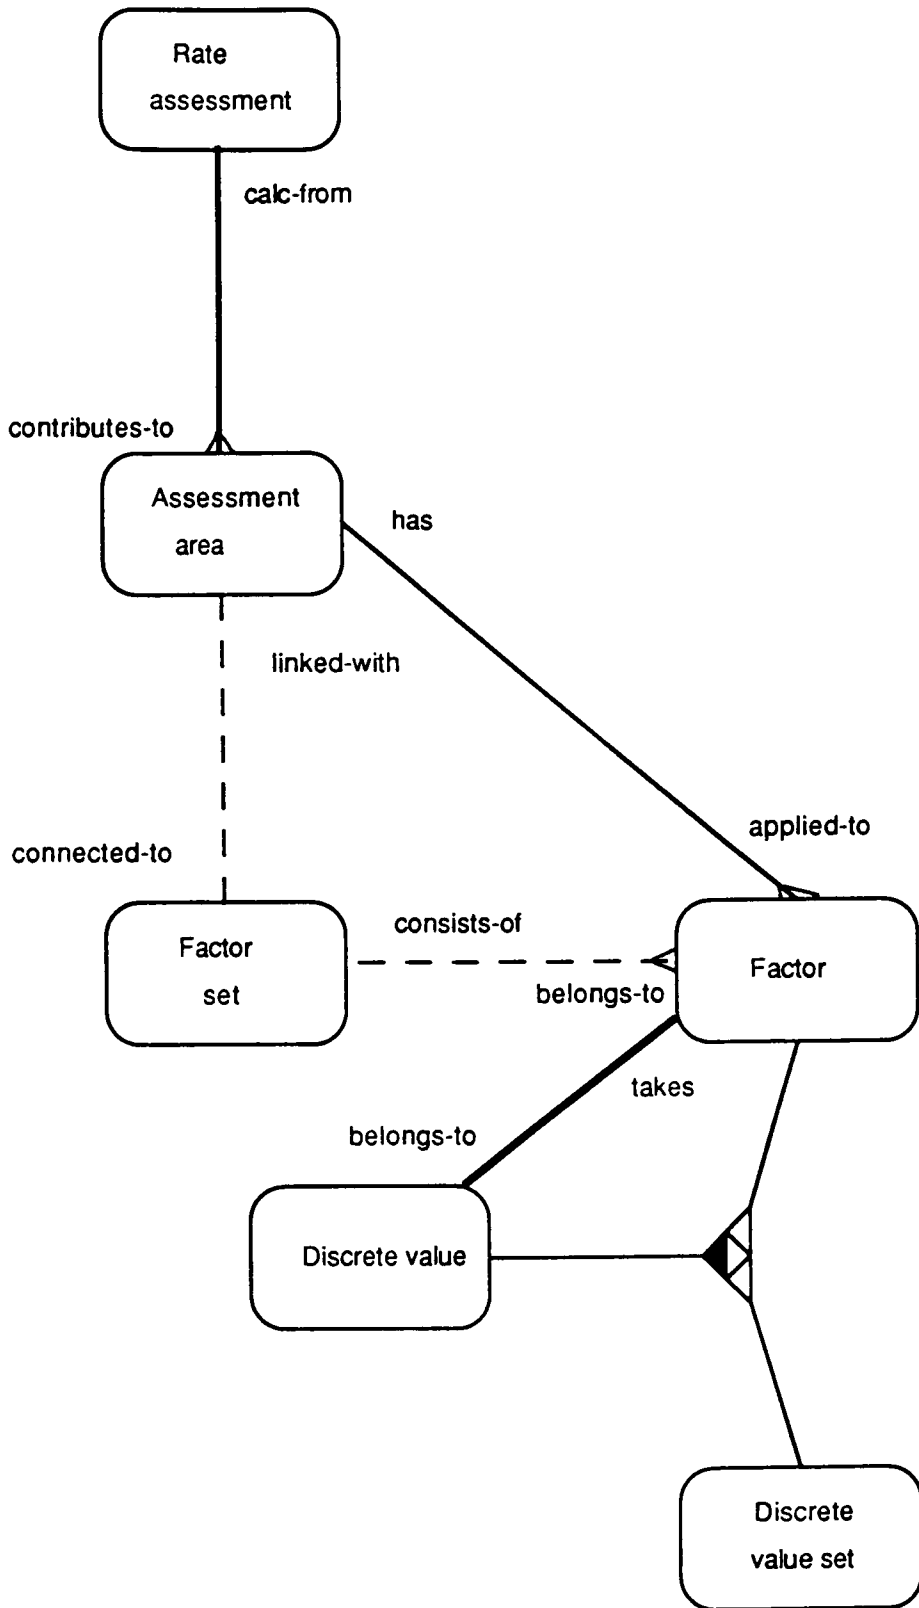 Rate
assessment
calc-from
contributes-to
Assessment
area
has
linked-with
applied-to
connected-to
Factor
set
consists-of
belongs-to
Factor
takes
belongs-to
Discrete value
Discrete
value set